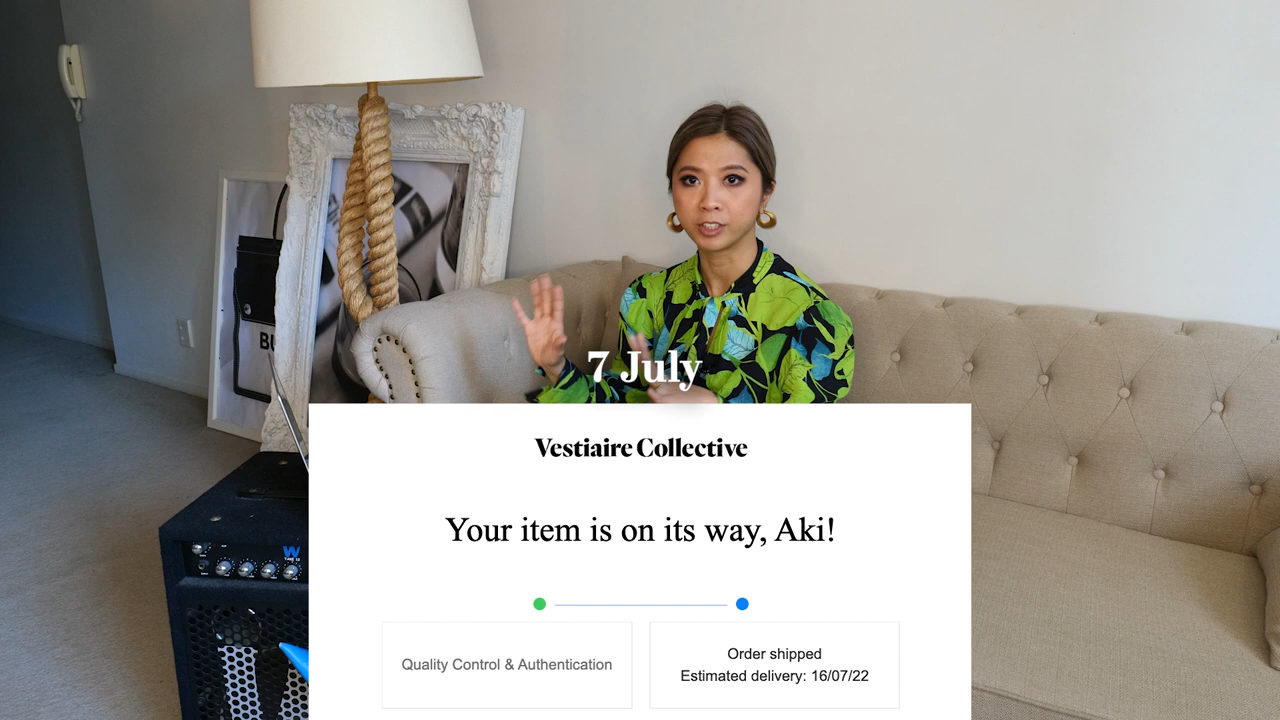 7 July
Vestiaire Collective
Your item is on its way, Aki!
Quality Control & Authentication
Order shipped
Estimated delivery: 16/07/22
BU
W